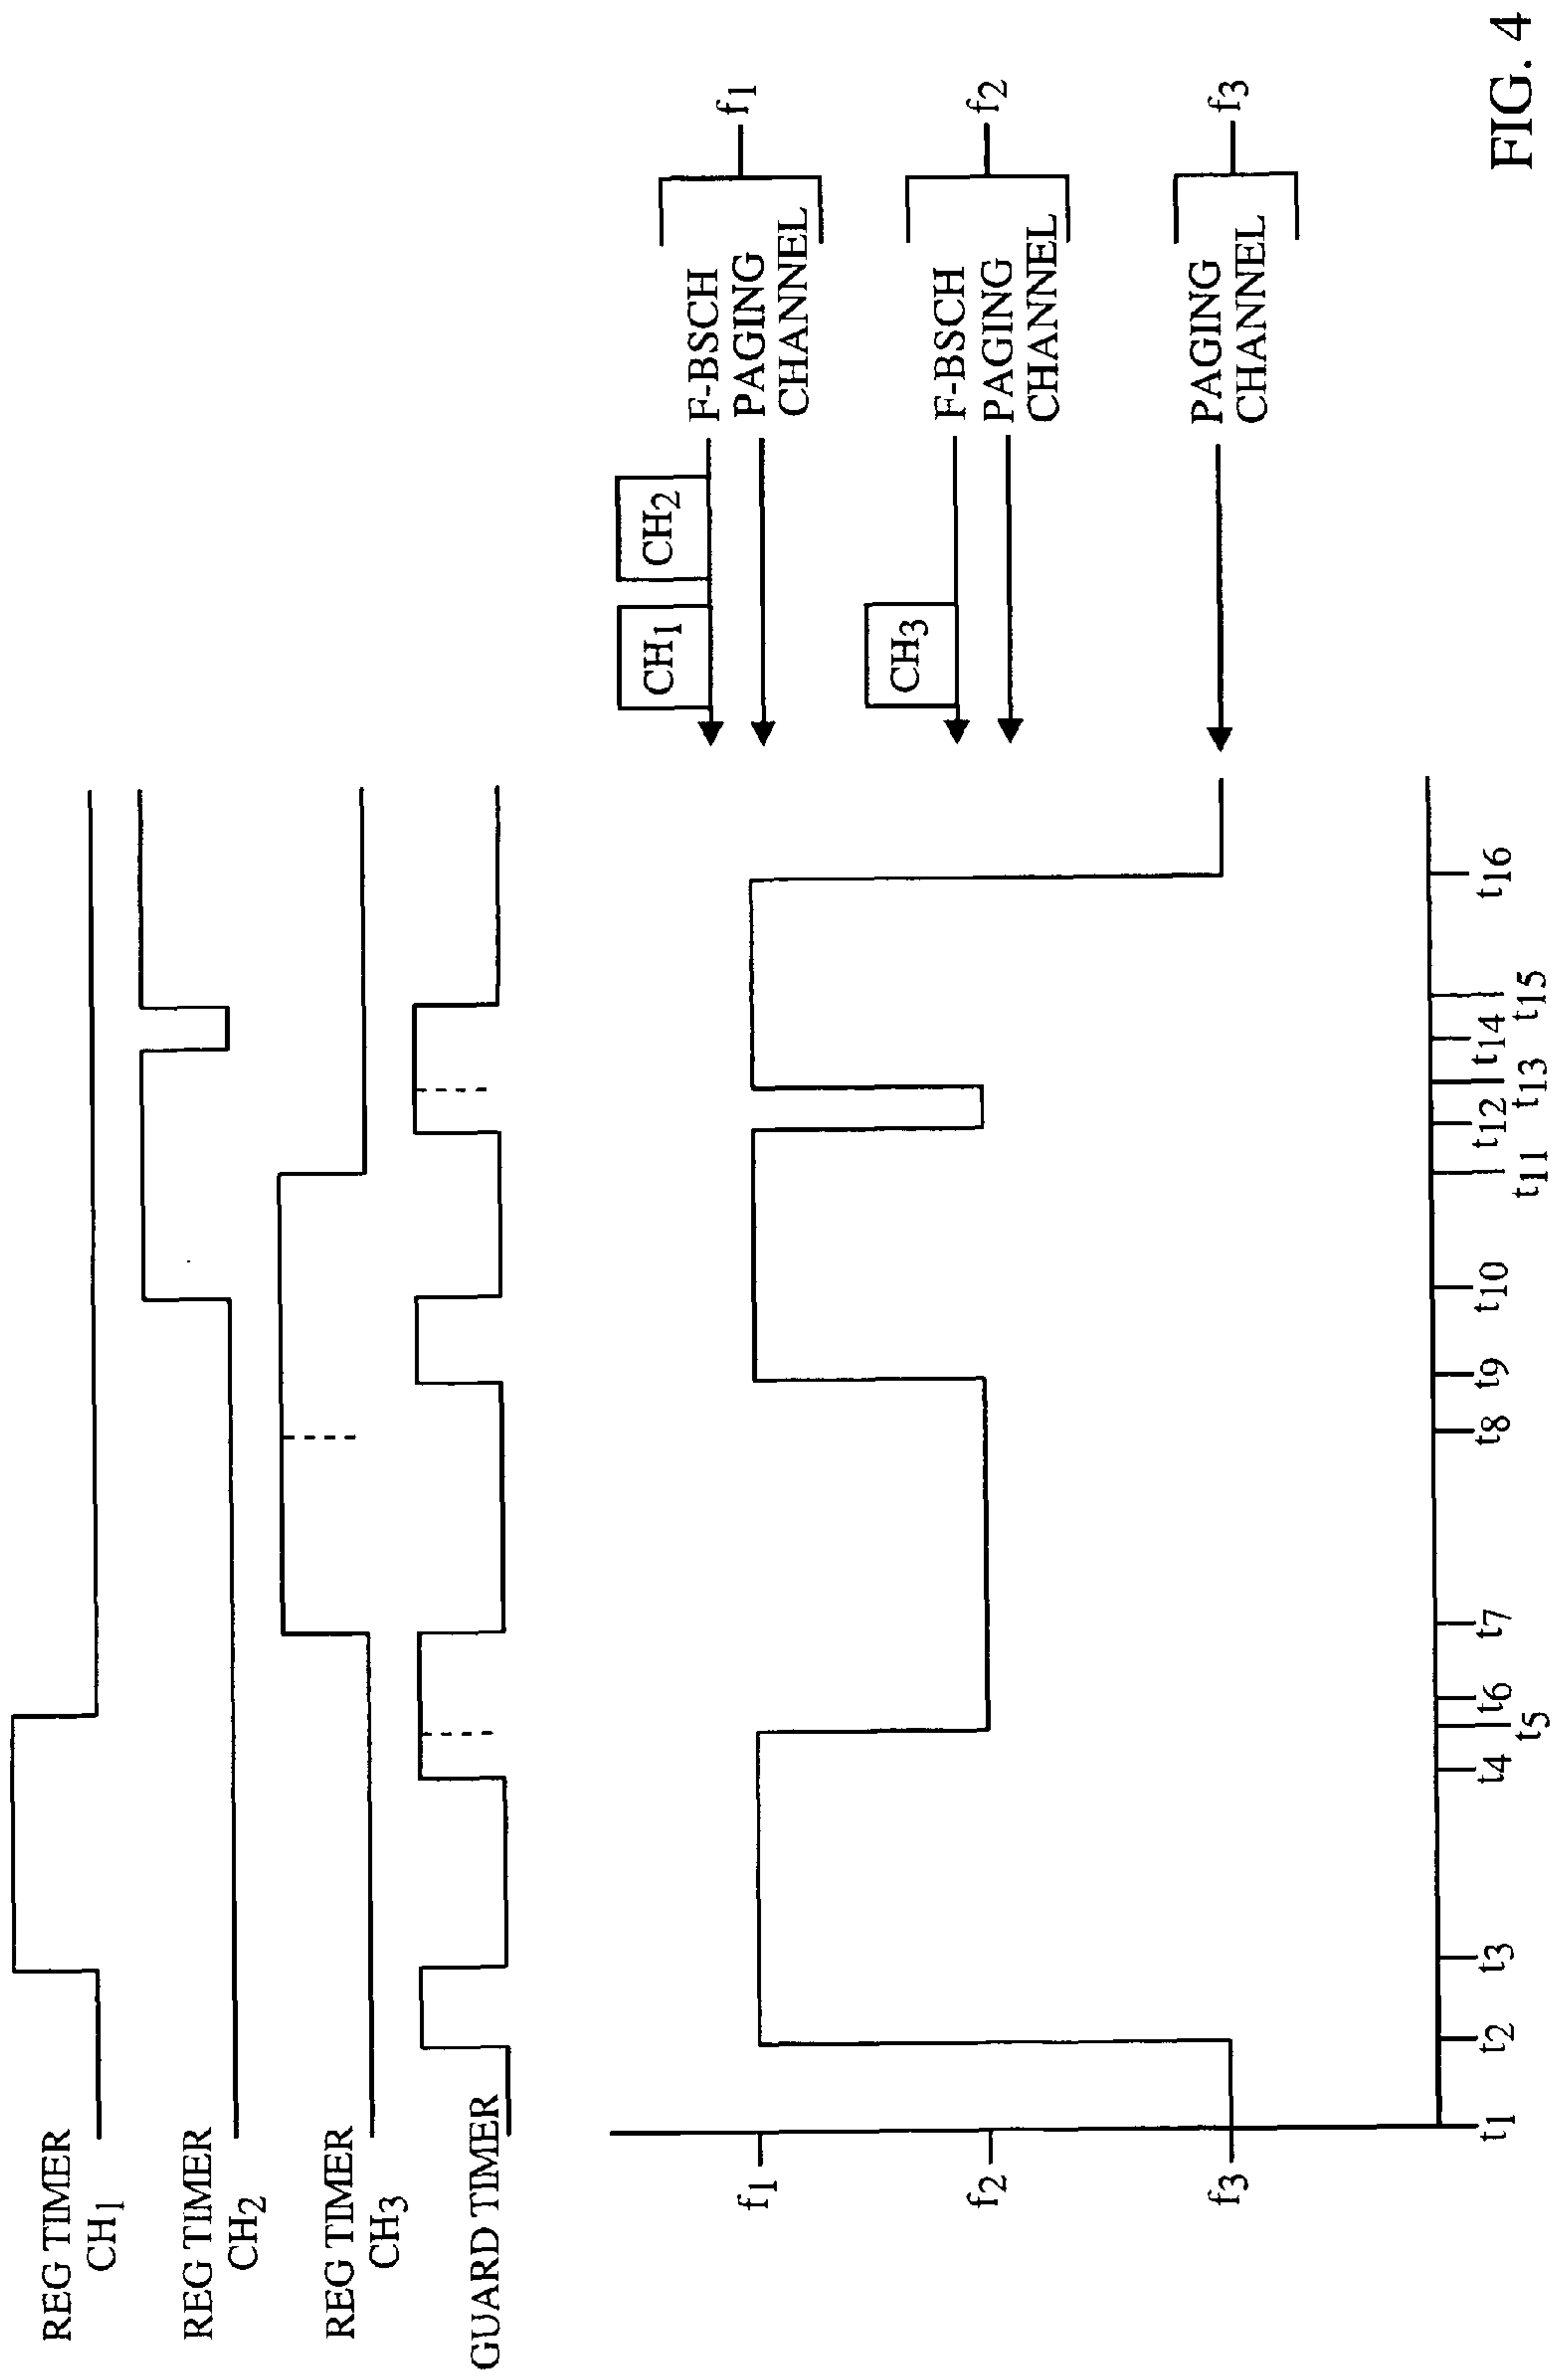 REG TIMER
CH1
REG TIMER
CH2
REG TIMER
CH3
GUARD TIMER
f1
f2
f3
t1
t2
t3
t4
t5
t6
t7
t8
t9
t10
t11
t12
t13
t14
t15
t16
CH1
CH2
F-BSCH
PAGING
CHANNEL
f1
CH3
F-BSCH
PAGING
CHANNEL
f2
PAGING
CHANNEL
f3
FIG. 4